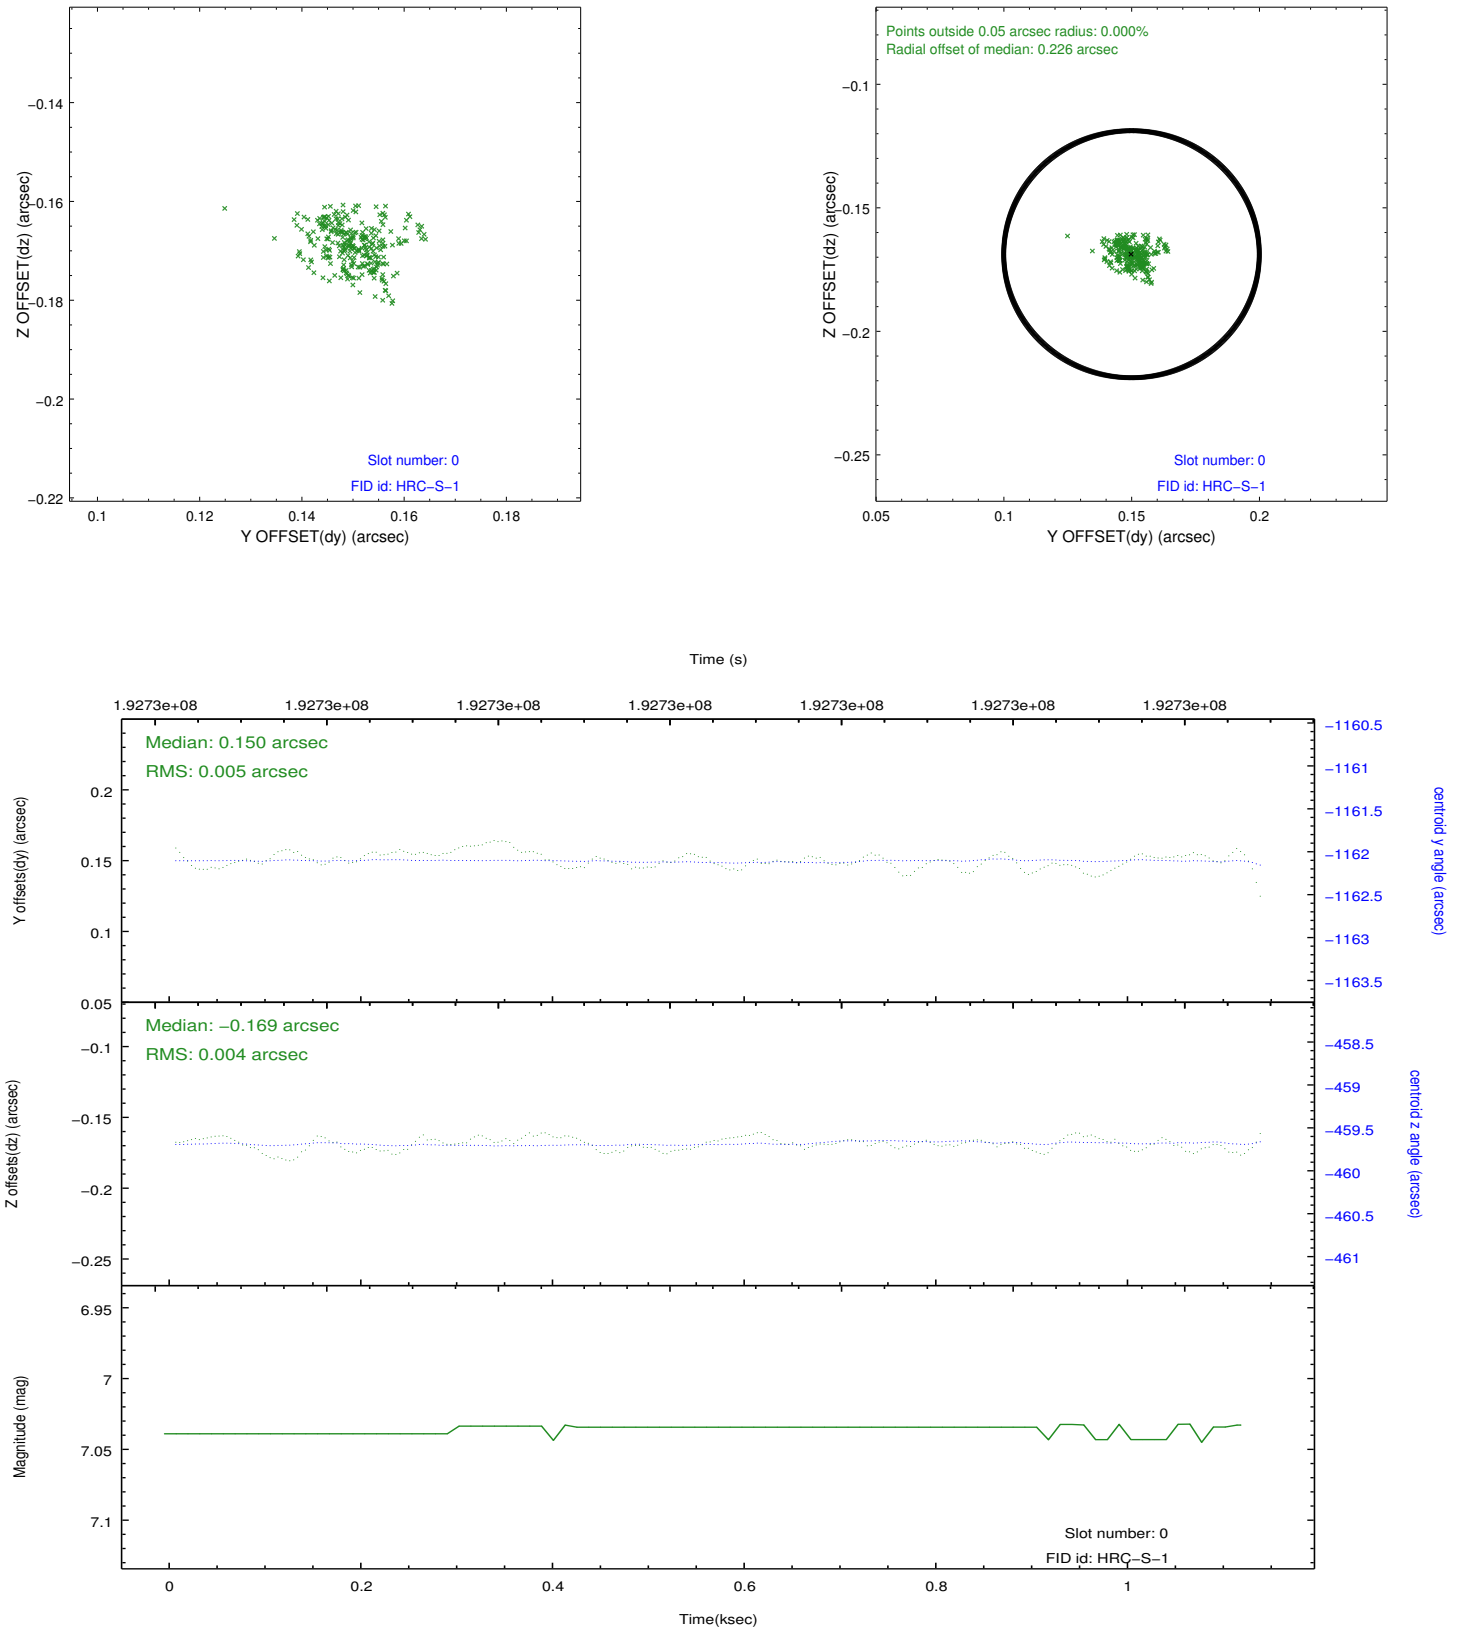 −0.14
−0.16
−0.18
−0.2
−0.22
Z OFFSET(dz) (arcsec)
Slot number: 0
FID id: HRC−S−1
0.1
0.12
0.14
0.16
0.18
Y OFFSET(dy) (arcsec)
Points outside 0.05 arcsec radius: 0.000%
Radial offset of median: 0.226 arcsec
−0.1
−0.15
−0.2
−0.25
Z OFFSET(dz) (arcsec)
Slot number: 0
FID id: HRC−S−1
0.05
0.1
0.15
0.2
Y OFFSET(dy) (arcsec)
Time (s)
1.9273e+08
1.9273e+08
1.9273e+08
1.9273e+08
1.9273e+08
1.9273e+08
1.9273e+08
Median: 0.150 arcsec
RMS: 0.005 arcsec
0.2
0.15
0.1
0.05
Y offsets(dy) (arcsec)
−1160.5
−1161
−1161.5
−1162
−1162.5
−1163
−1163.5
centroid y angle (arcsec)
Median: −0.169 arcsec
RMS: 0.004 arcsec
−0.1
−0.15
−0.2
−0.25
Z offsets(dz) (arcsec)
−458.5
−459
−459.5
−460
−460.5
−461
centroid z angle (arcsec)
6.95
7
7.05
7.1
Magnitude (mag)
Slot number: 0
FID id: HRC−S−1
0
0.2
0.4
0.6
0.8
1
Time(ksec)